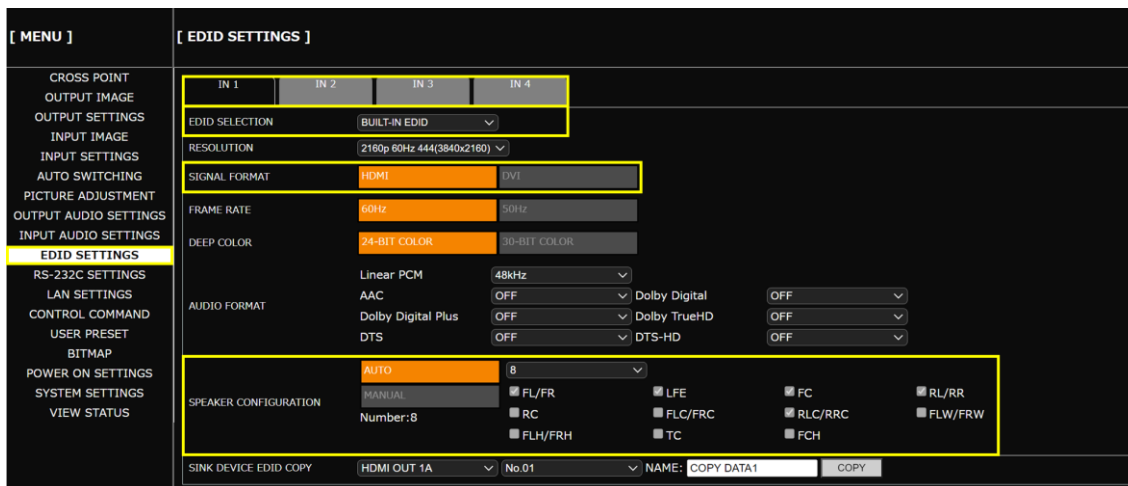 [ MENU ]
[ EDID SETTINGS ]
CROSS POINT
OUTPUT IMAGE
OUTPUT SETTINGS
INPUT IMAGE
INPUT SETTINGS
AUTO SWITCHING
PICTURE ADJUSTMENT
OUTPUT AUDIO SETTINGS
INPUT AUDIO SETTINGS
EDID SETTINGS
RS-232C SETTINGS
LAN SETTINGS
CONTROL COMMAND
USER PRESET
BITMAP
POWER ON SETTINGS
SYSTEM SETTINGS
VIEW STATUS
IN 1 IN 2 IN 3 IN 4
EDID SELECTION BUILT-IN EDID
RESOLUTION 2160p 60Hz 444(3840x2160)
SIGNAL FORMAT HDMI DVI
FRAME RATE 60Hz 50Hz
DEEP COLOR 24-BIT COLOR 30-BIT COLOR
AUDIO FORMAT
Linear PCM 48kHz
AAC OFF Dolby Digital OFF
Dolby Digital Plus OFF Dolby TrueHD OFF
DTS OFF DTS-HD OFF
SPEAKER CONFIGURATION
AUTO 8
MANUAL FL/FR LFE FC RL/RR
Number:8 RC FLC/FRC RLC/RRC FLW/FRW
FLH/FRH TC FCH
SINK DEVICE EDID COPY HDMI OUT 1A No.01 NAME: COPY DATA1 COPY